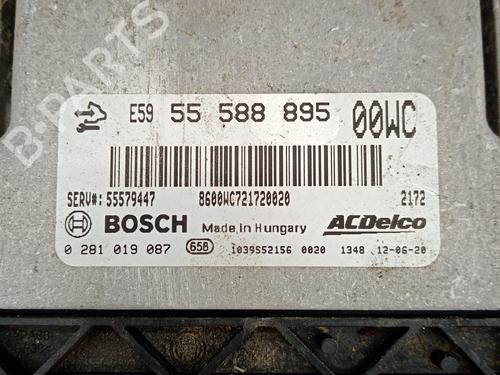 B-PARTS
E59 55 588 895 00WC
SERV#: 55579447 8600WC721720020 2172
BOSCH Made in Hungary ACDelco
0 281 019 087 658 1039S52156 0020 1348 12-06-20